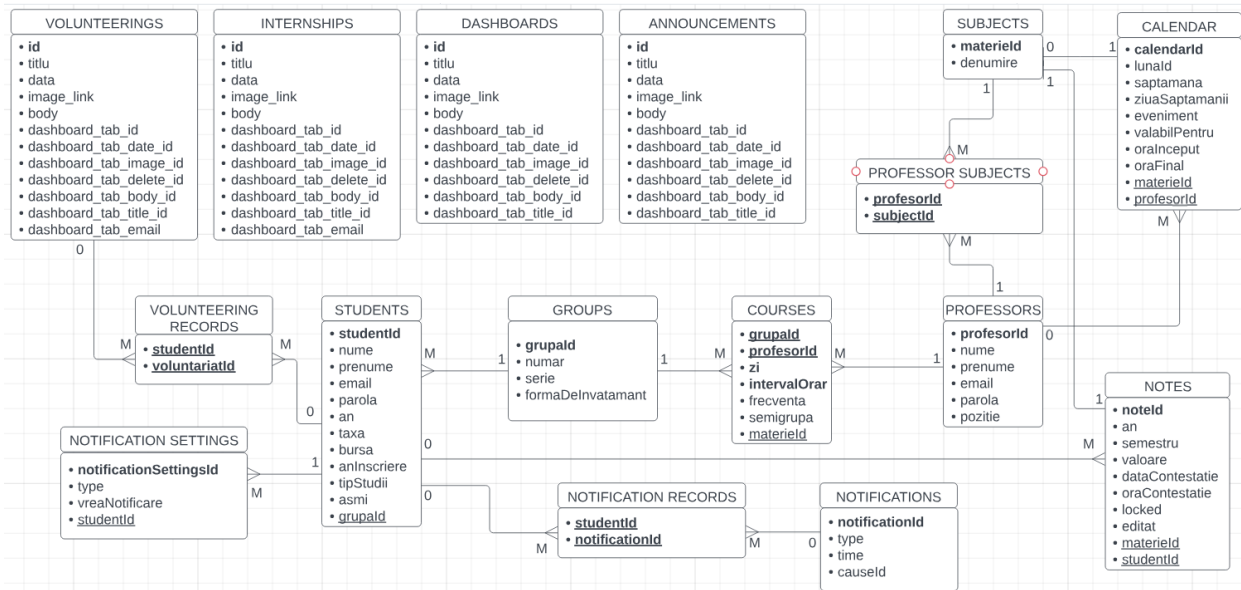 VOLUNTEERINGS
• id
• titlu
• data
• image_link
• body
• dashboard_tab_id
• dashboard_tab_date_id
• dashboard_tab_image_id
• dashboard_tab_delete_id
• dashboard_tab_body_id
• dashboard_tab_title_id
• dashboard_tab_email
0
INTERNSHIPS
• id
• titlu
• data
• image_link
• body
• dashboard_tab_id
• dashboard_tab_date_id
• dashboard_tab_image_id
• dashboard_tab_delete_id
• dashboard_tab_body_id
• dashboard_tab_title_id
• dashboard_tab_email
DASHBOARDS
• id
• titlu
• data
• image_link
• body
• dashboard_tab_id
• dashboard_tab_date_id
• dashboard_tab_image_id
• dashboard_tab_delete_id
• dashboard_tab_body_id
• dashboard_tab_title_id
ANNOUNCEMENTS
• id
• titlu
• data
• image_link
• body
• dashboard_tab_id
• dashboard_tab_date_id
• dashboard_tab_image_id
• dashboard_tab_delete_id
• dashboard_tab_body_id
• dashboard_tab_title_id
SUBJECTS
• materieId
• denumire
0
1
1
1
M
CALENDAR
• calendarId
• lunaId
• saptamana
• ziuaSaptamanii
• eveniment
• valabilPentru
• oraInceput
• oraFinal
• materieId
• profesorId
M
PROFESSOR SUBJECTS
• profesorId
• subjectId
M
1
VOLUNTEERING
RECORDS
• studentId
• voluntariatId
M
M
0
STUDENTS
• studentId
• nume
• prenume
• email
• parola
• an
• taxa
• bursa
• anInscriere
• tipStudii
• asmi
• grupaId
M
1
0
1
0
GROUPS
• grupaId
• numar
• serie
• formaDeInvatamant
1
M
COURSES
• grupaId
• profesorId
• zi
• intervalOrar
• frecventa
• semigrupa
• materieId
M
1
PROFESSORS
• profesorId
• nume
• prenume
• email
• parola
• pozitie
0
NOTES
• noteId
• an
• semestru
• valoare
• dataContestatie
• oraContestatie
• locked
• editat
• materieId
• studentId
1
M
NOTIFICATION SETTINGS
• notificationSettingsId
• type
• vreaNotificare
• studentId
M
NOTIFICATION RECORDS
• studentId
• notificationId
M
M
0
NOTIFICATIONS
• notificationId
• type
• time
• causeId